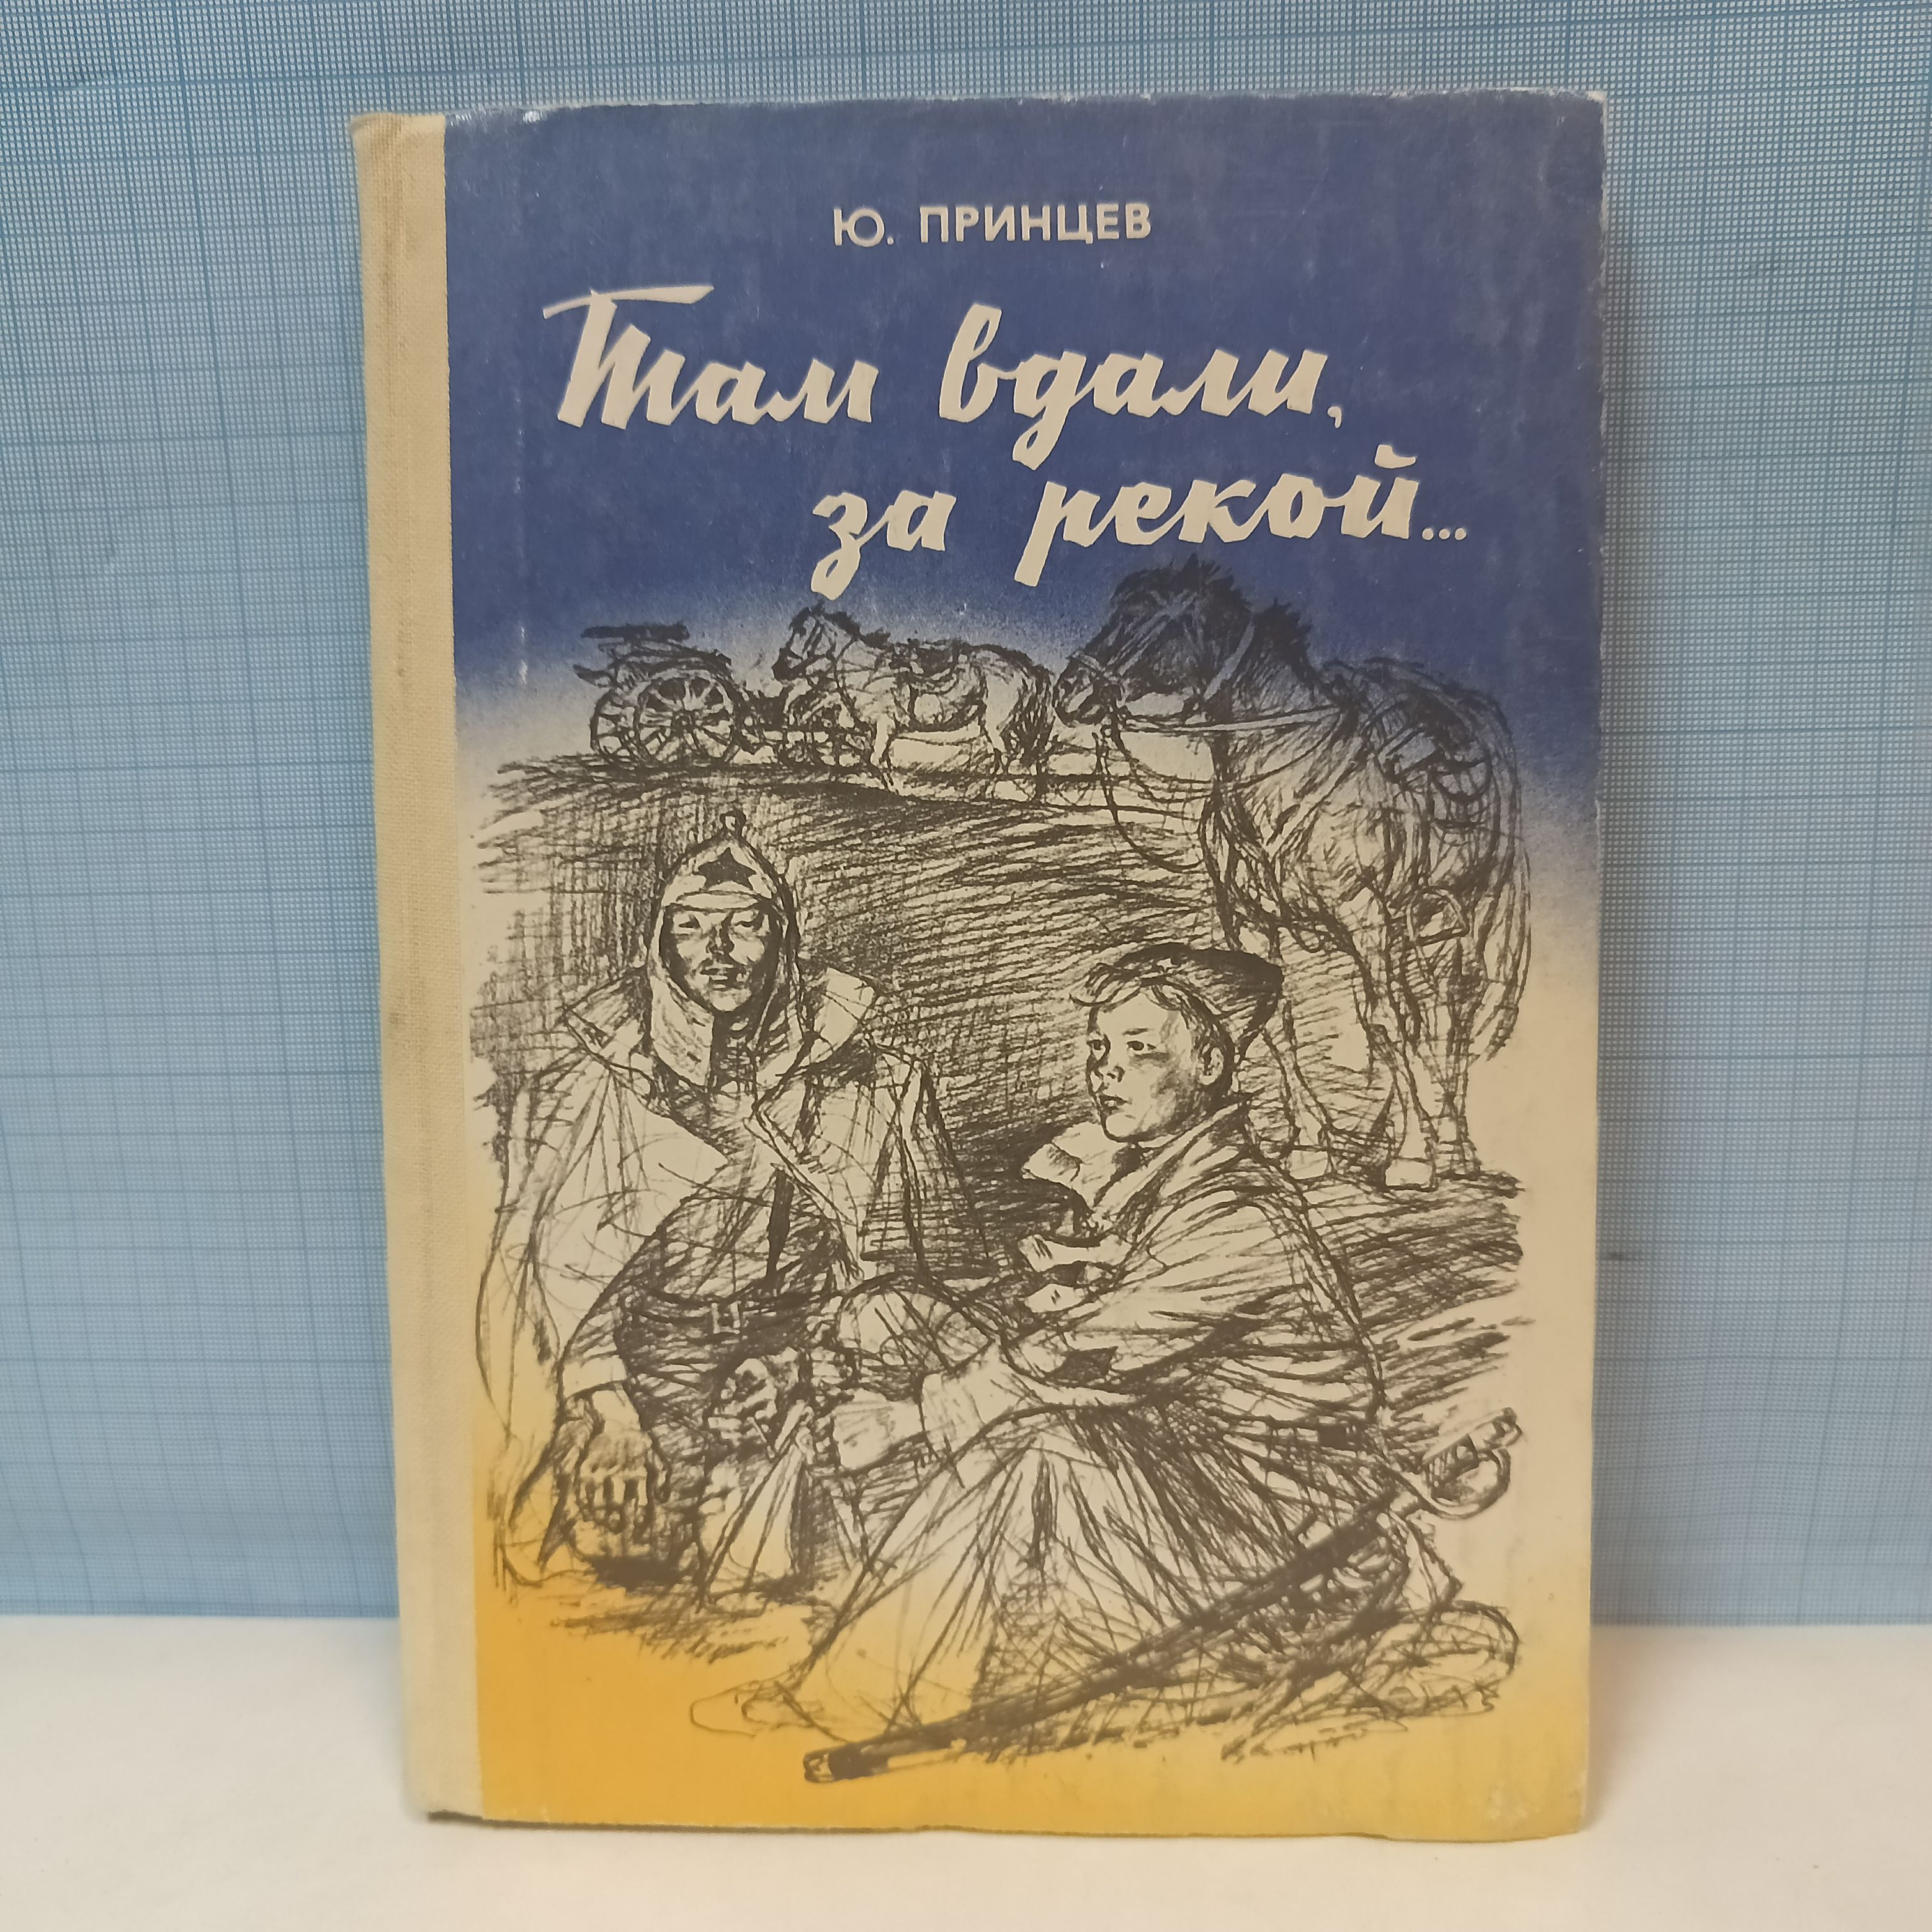 Ю. ПРИНЦЕВ
Там вдали,
за рекой...